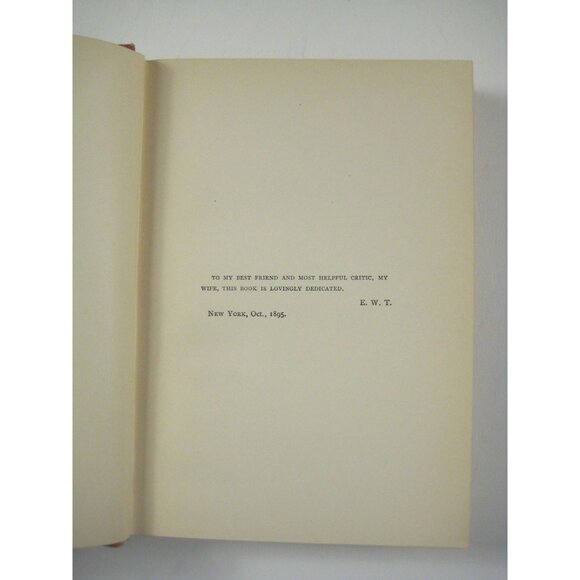 TO MY BEST FRIEND AND MOST HELPFUL CRITIC, MY
WIFE, THIS BOOK IS LOVINGLY DEDICATED.
E. W. T.
NEW YORK, Oct., 1895.